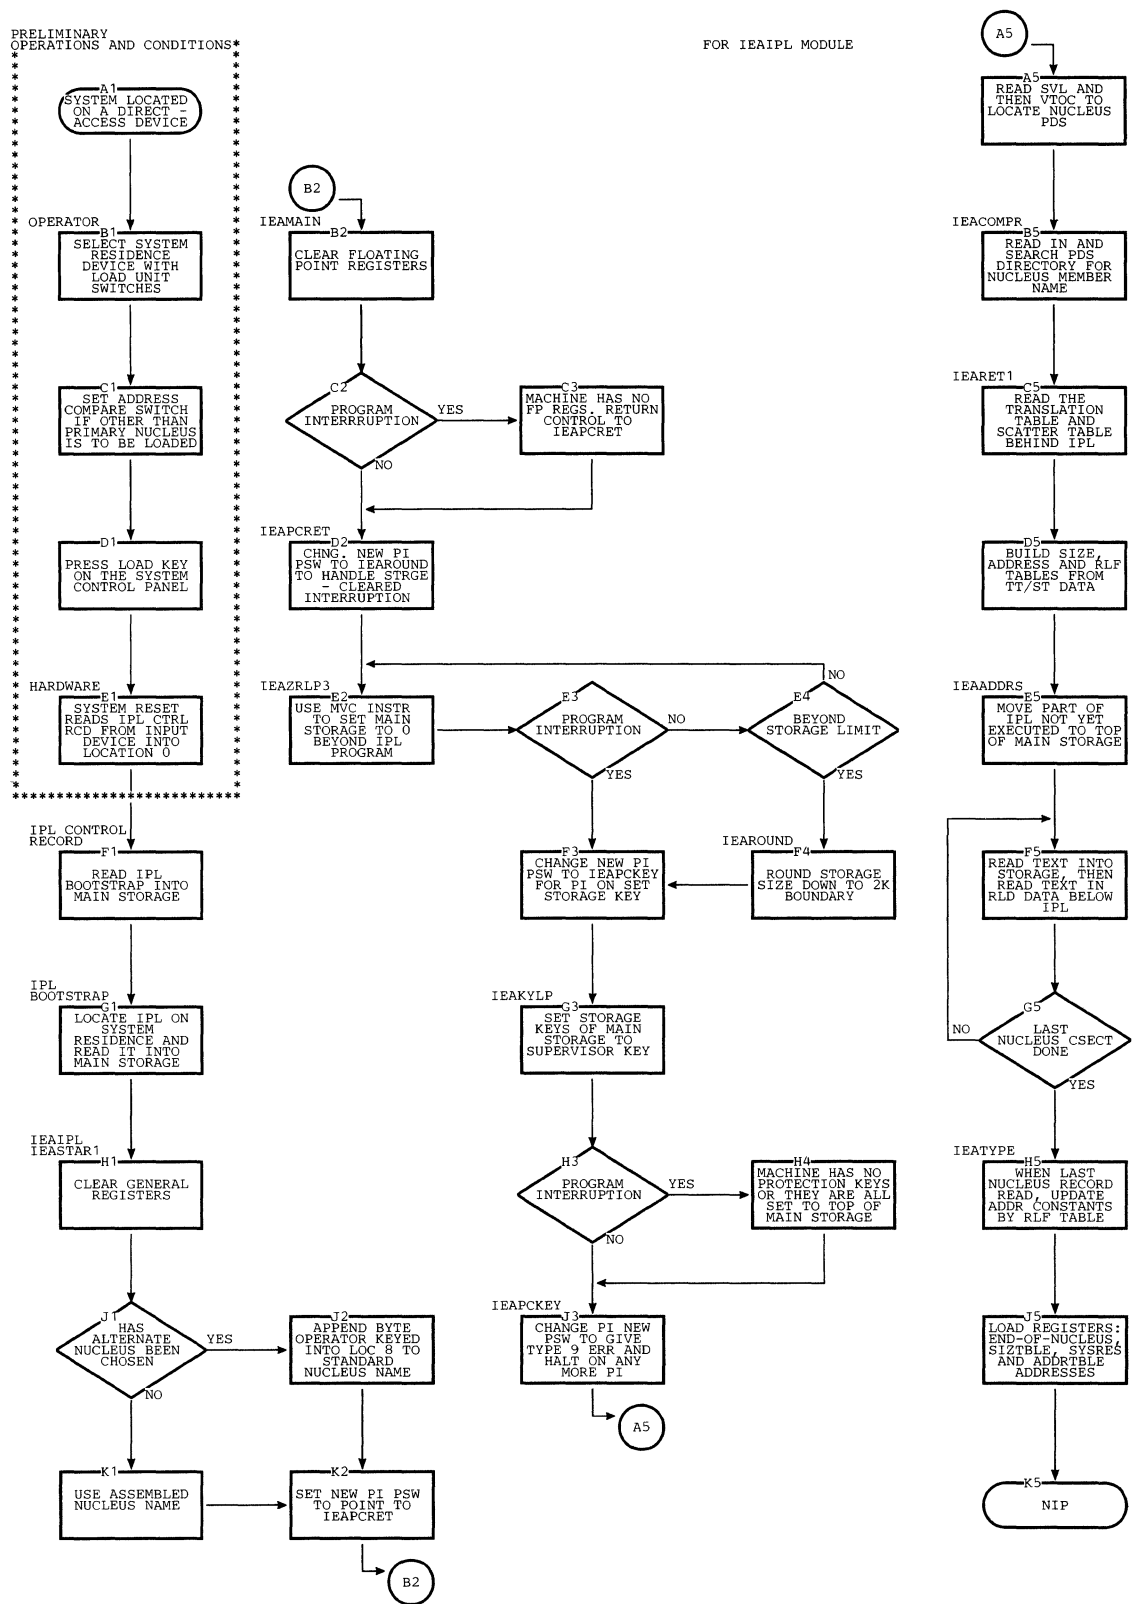 PRELIMINARY
OPERATIONS AND CONDITIONS
A1
SYSTEM LOCATED
ON A DIRECT -
ACCESS DEVICE
OPERATOR
B1
SELECT SYSTEM
RESIDENCE
DEVICE WITH
LOAD UNIT
SWITCHES
C1
SET ADDRESS
COMPARE SWITCH
IF OTHER THAN
PRIMARY NUCLEUS
IS TO BE LOADED
D1
PRESS LOAD KEY
ON THE SYSTEM
CONTROL PANEL
HARDWARE
E1
SYSTEM RESET
READS IPL CTRL
RCD FROM INPUT
DEVICE INTO
LOCATION 0
IPL CONTROL
RECORD
F1
READ IPL
BOOTSTRAP INTO
MAIN STORAGE
IPL
BOOTSTRAP
G1
LOCATE IPL ON
SYSTEM
RESIDENCE AND
READ IT INTO
MAIN STORAGE
IEAIPL
IEASTAR1
H1
CLEAR GENERAL
REGISTERS
J1
HAS
ALTERNATE
NUCLEUS BEEN
CHOSEN
YES
NO
J2
APPEND BYTE
OPERATOR KEYED
INTO LOC 8 TO
STANDARD
NUCLEUS NAME
K1
USE ASSEMBLED
NUCLEUS NAME
K2
SET NEW PI PSW
TO POINT TO
IEAPCRET
B2
FOR IEAIPL MODULE
B2
IEAMAIN
B2
CLEAR FLOATING
POINT REGISTERS
C2
PROGRAM
INTERRRUPTION
YES
NO
C3
MACHINE HAS NO
FP REGS. RETURN
CONTROL TO
IEAPCRET
IEAPCRET
D2
CHNG. NEW PI
PSW TO IEAROUND
TO HANDLE STRGE
- CLEARED
INTERRUPTION
IEAZRLP3
E2
USE MVC INSTR
TO SET MAIN
STORAGE TO 0
BEYOND IPL
PROGRAM
E3
PROGRAM
INTERRUPTION
NO
YES
E4
BEYOND
STORAGE LIMIT
NO
YES
F3
CHANGE NEW PI
PSW TO IEAPCKEY
FOR PI ON SET
STORAGE KEY
IEAROUND
F4
ROUND STORAGE
SIZE DOWN TO 2K
BOUNDARY
IEAKYLP
G3
SET STORAGE
KEYS OF MAIN
STORAGE TO
SUPERVISOR KEY
H3
PROGRAM
INTERRUPTION
YES
NO
H4
MACHINE HAS NO
PROTECTION KEYS
OR THEY ARE ALL
SET TO TOP OF
MAIN STORAGE
IEAPCKEY
J3
CHANGE PI NEW
PSW TO GIVE
TYPE 9 ERR AND
HALT ON ANY
MORE PI
A5
A5
A5
READ SVL AND
THEN VTOC TO
LOCATE NUCLEUS
PDS
IEACOMPR
B5
READ IN AND
SEARCH PDS
DIRECTORY FOR
NUCLEUS MEMBER
NAME
IEARET1
C5
READ THE
TRANSLATION
TABLE AND
SCATTER TABLE
BEHIND IPL
D5
BUILD SIZE,
ADDRESS AND RLF
TABLES FROM
TT/ST DATA
IEAADDRS
E5
MOVE PART OF
IPL NOT YET
EXECUTED TO TOP
OF MAIN STORAGE
F5
READ TEXT INTO
STORAGE, THEN
READ TEXT IN
RLD DATA BELOW
IPL
G5
LAST
NUCLEUS CSECT
DONE
NO
YES
IEATYPE
H5
WHEN LAST
NUCLEUS RECORD
READ, UPDATE
ADDR CONSTANTS
BY RLF TABLE
J5
LOAD REGISTERS:
END-OF-NUCLEUS,
SIZTBLE, SYSRES
AND ADDRTBLE
ADDRESSES
K5
NIP